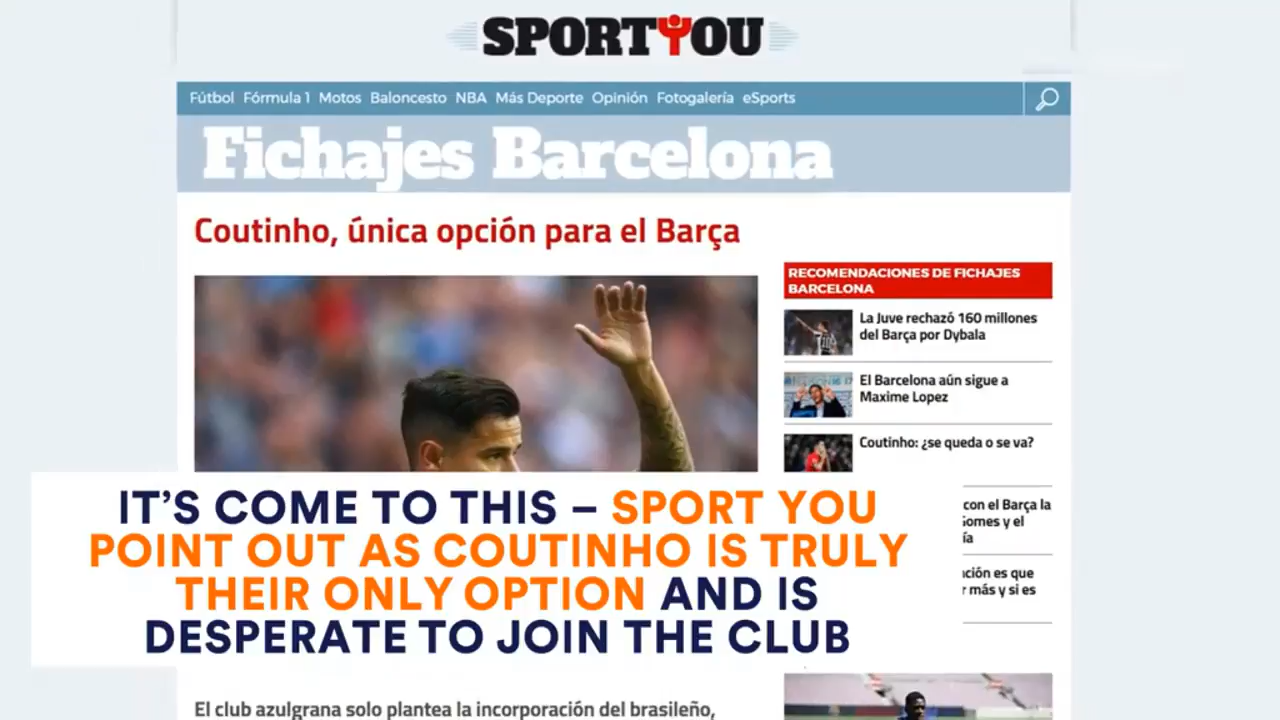 SPORTYOU
Fútbol Fórmula 1 Motos Baloncesto NBA Más Deporte Opinión Fotogalería eSports
Fichajes Barcelona
Coutinho, única opción para el Barça
RECOMENDACIONES DE FICHAJES
BARCELONA
La Juve rechazó 160 millones
del Barça por Dybala
El Barcelona aún sigue a
Maxime Lopez
Coutinho: ¿se queda o se va?
con el Barça la
Gomes y el
ía
ción es que
r más y si es
IT'S COME TO THIS – SPORT YOU
POINT OUT AS COUTINHO IS TRULY
THEIR ONLY OPTION AND IS
DESPERATE TO JOIN THE CLUB
El club azulgrana solo plantea la incorporación del brasileño,